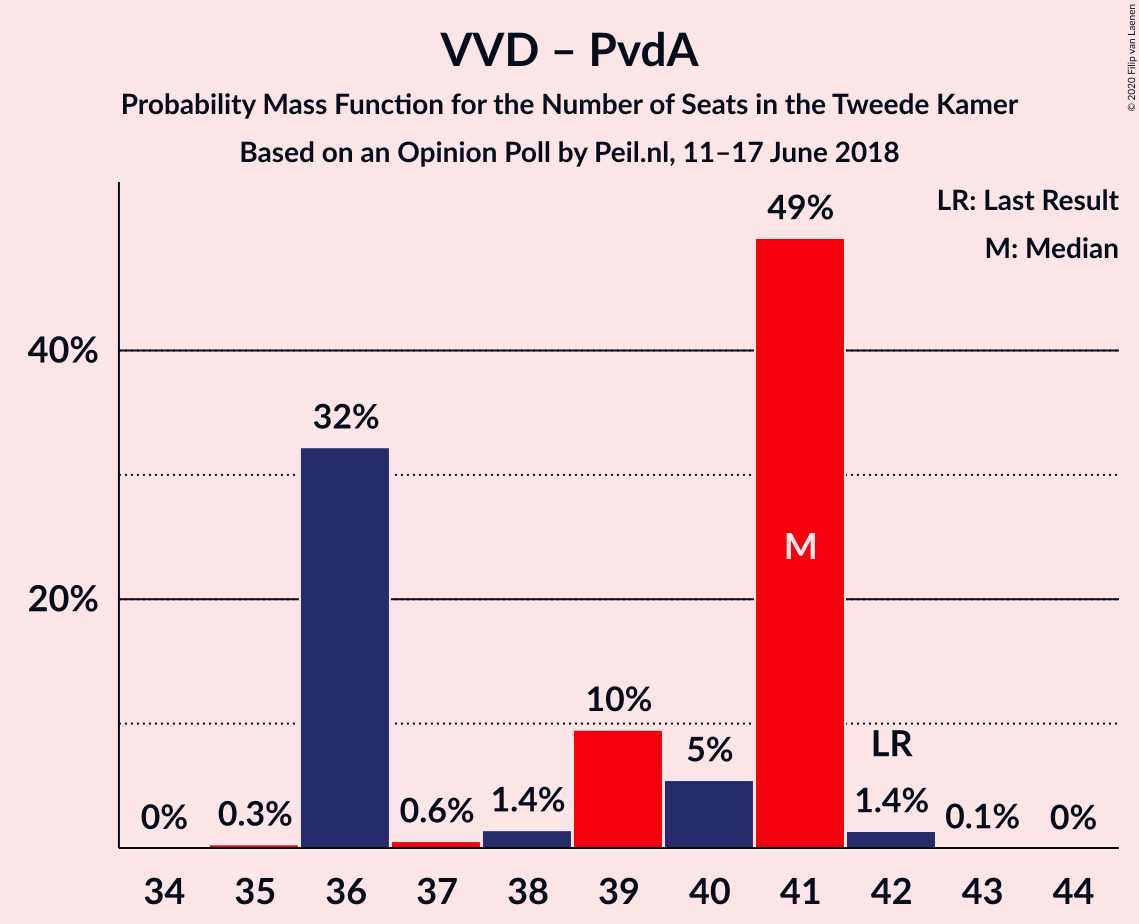 VVD – PvdA
Probability Mass Function for the Number of Seats in the Tweede Kamer
Based on an Opinion Poll by Peil.nl, 11–17 June 2018
© 2020 Filip van Laenen
LR: Last Result
M: Median
40%
20%
0%
0.3%
32%
0.6%
1.4%
10%
5%
49%
M
LR
1.4%
0.1%
0%
34 35 36 37 38 39 40 41 42 43 44